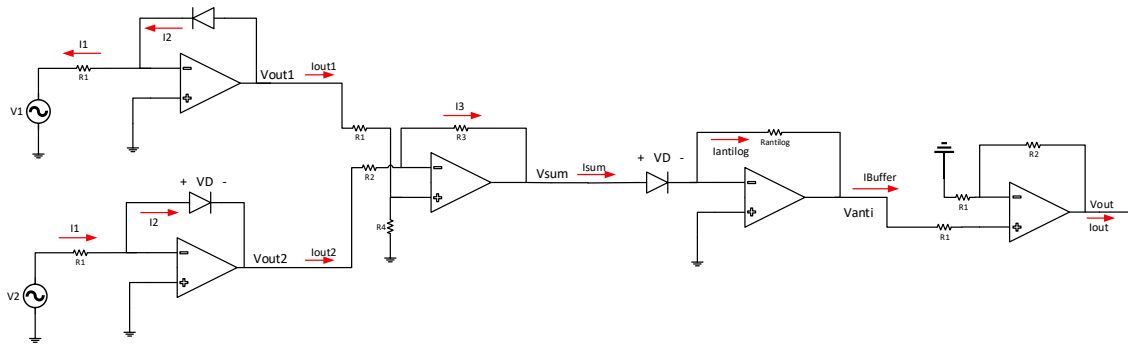 I1
I2
R1
V1
Vout1
Iout1
R1
I3
R3
R2
R4
Vsum
Isum
+ VD -
Iantilog
Rantilog
Vanti
IBuffer
R1
R1
R2
Vout
Iout
+ VD -
I1
I2
R1
V2
Vout2
Iout2